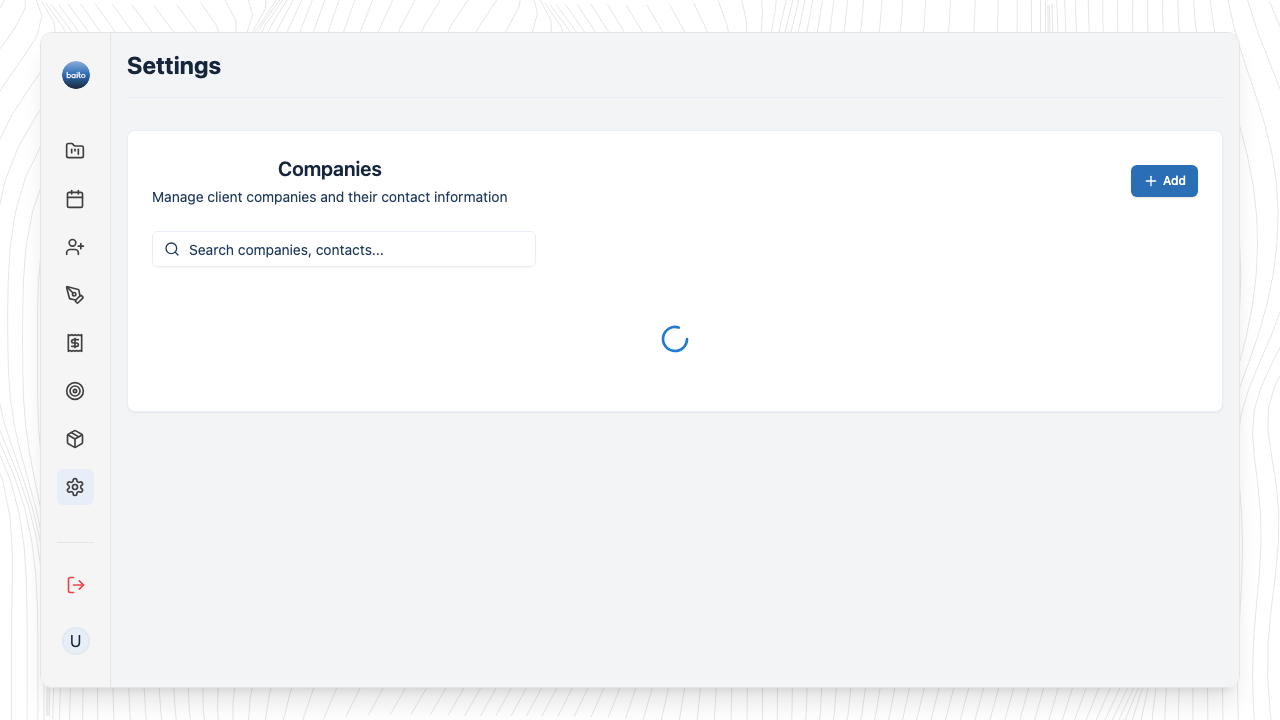 baito
Settings
Companies
Manage client companies and their contact information
Add
Search companies, contacts...
U